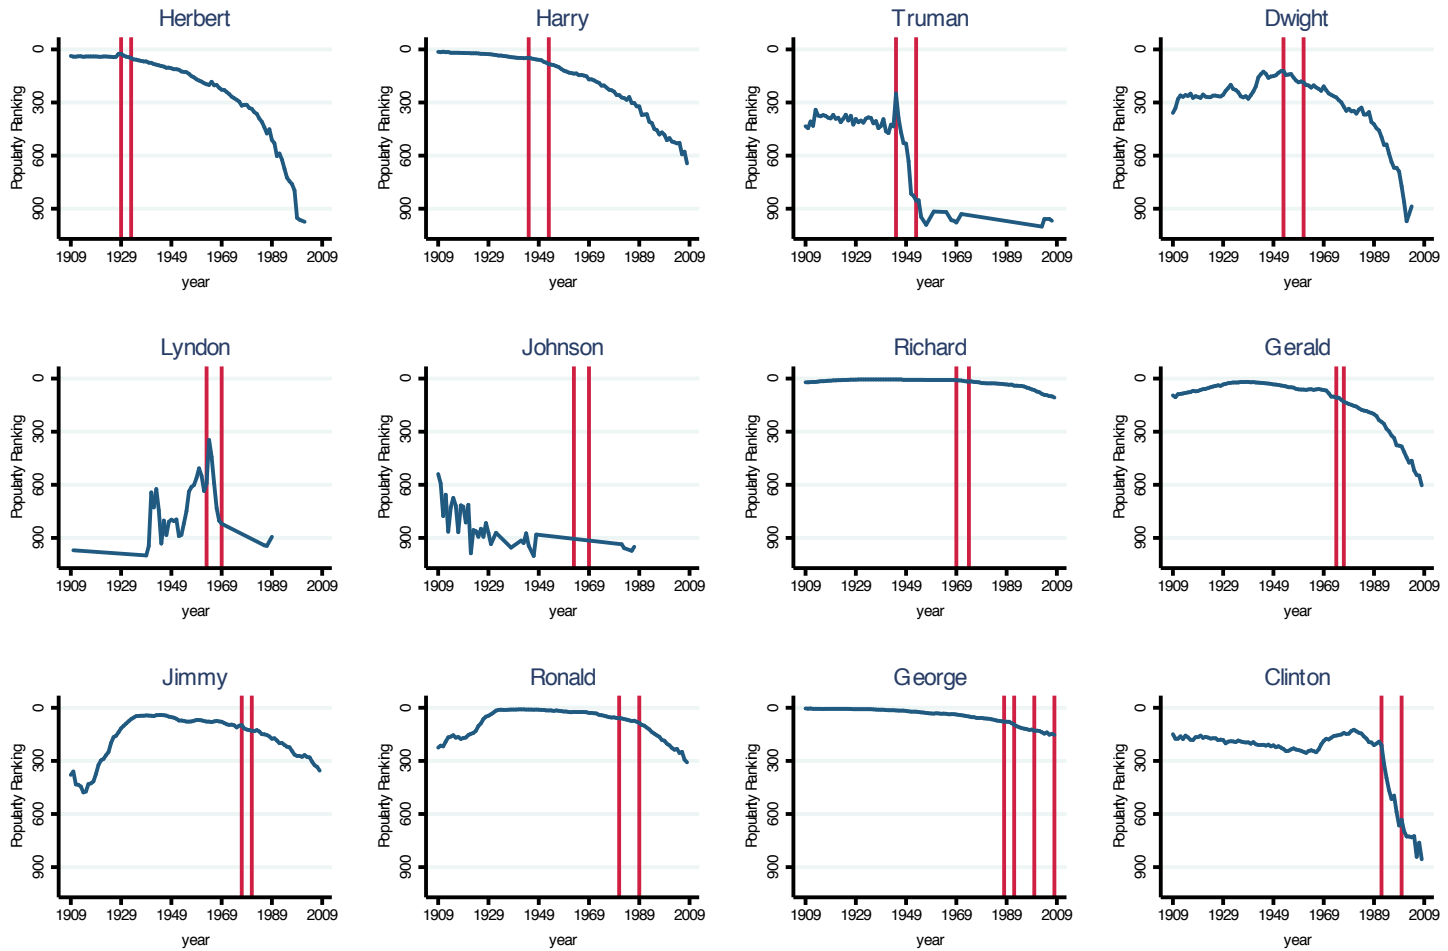 Herbert Harry Truman Dwight
Popularity Ranking
0
300
600
900
1909 1929 1949 1969 1989 2009
year
Popularity Ranking
0
300
600
900
1909 1929 1949 1969 1989 2009
year
Popularity Ranking
0
300
600
900
1909 1929 1949 1969 1989 2009
year
Popularity Ranking
0
300
600
900
1909 1929 1949 1969 1989 2009
year
Lyndon Johnson Richard Gerald
Popularity Ranking
0
300
600
900
1909 1929 1949 1969 1989 2009
year
Popularity Ranking
0
300
600
900
1909 1929 1949 1969 1989 2009
year
Popularity Ranking
0
300
600
900
1909 1929 1949 1969 1989 2009
year
Popularity Ranking
0
300
600
900
1909 1929 1949 1969 1989 2009
year
Jimmy Ronald George Clinton
Popularity Ranking
0
300
600
900
1909 1929 1949 1969 1989 2009
year
Popularity Ranking
0
300
600
900
1909 1929 1949 1969 1989 2009
year
Popularity Ranking
0
300
600
900
1909 1929 1949 1969 1989 2009
year
Popularity Ranking
0
300
600
900
1909 1929 1949 1969 1989 2009
year